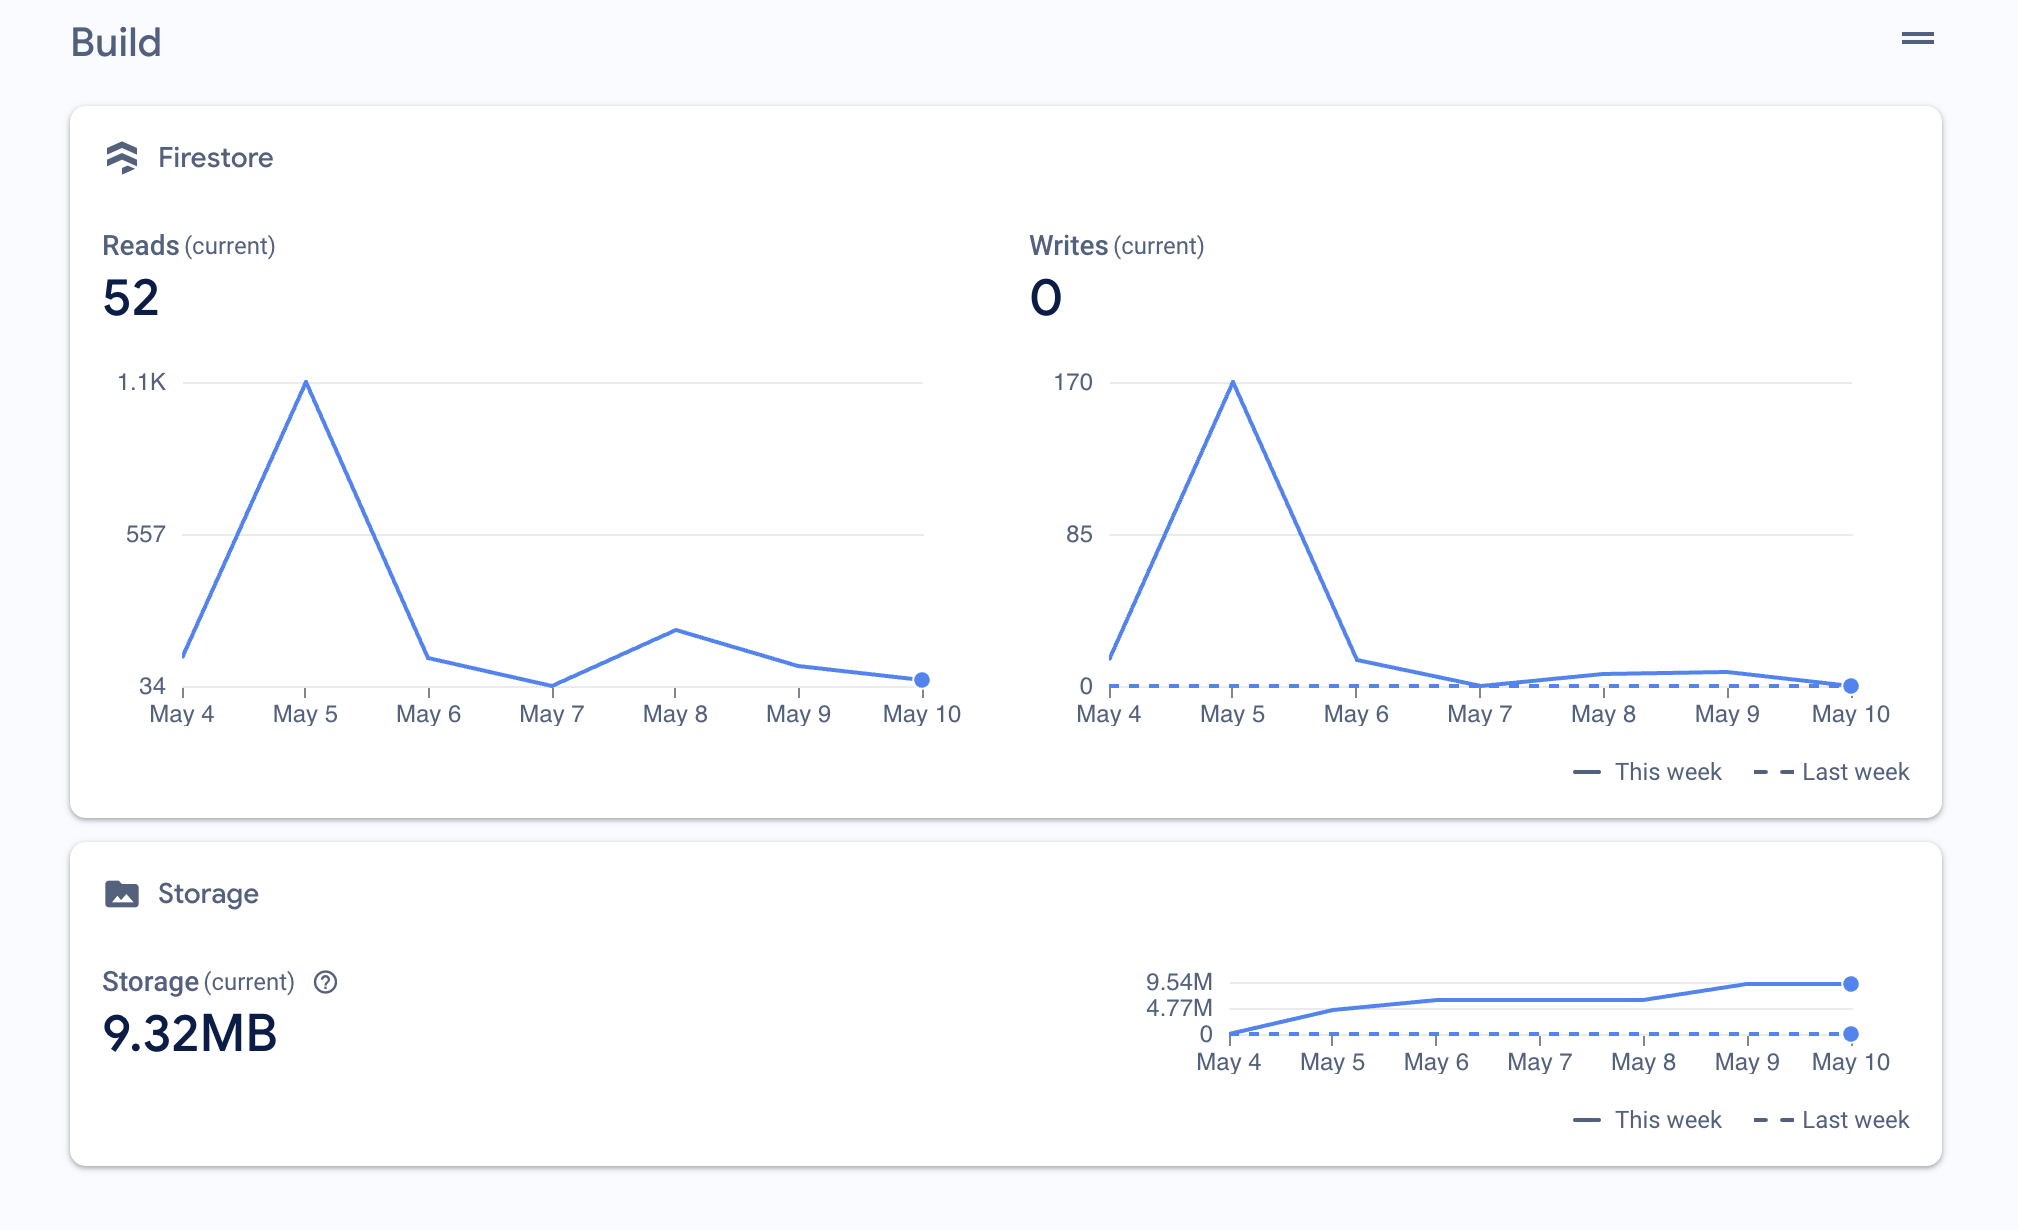 Build
Firestore
Reads (current)
52
1.1K
557
34
May 4 May 5 May 6 May 7 May 8 May 9 May 10
Writes (current)
0
170
85
0
May 4 May 5 May 6 May 7 May 8 May 9 May 10
This week Last week
Storage
Storage (current) ?
9.32MB
9.54M
4.77M
0
May 4 May 5 May 6 May 7 May 8 May 9 May 10
This week Last week